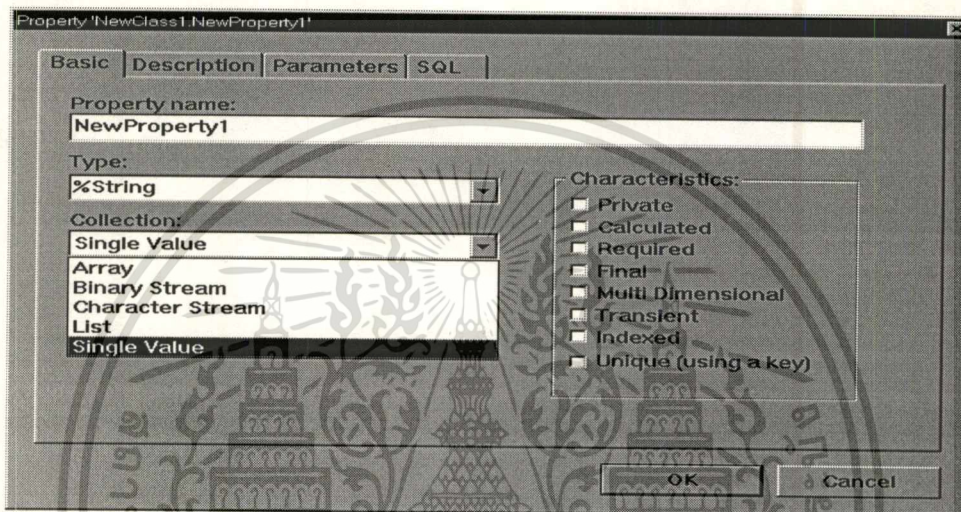 Property 'NewClass1.NewProperty1'
Basic Description Parameters SQL
Property name:
NewProperty1
Type:
%String
Collection:
Single Value
Array
Binary Stream
Character Stream
List
Single Value
Characteristics:
Private
Calculated
Required
Final
Multi Dimensional
Transient
Indexed
Unique (using a key)
OK Cancel